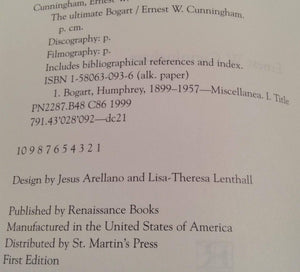 Cunningham, Ernest W.
The ultimate Bogart / Ernest W. Cunningham.
p. cm.
Discography: p.
Filmography: p.
Includes bibliographical references and index.
ISBN 1-58063-093-6 (alk. paper)
1. Bogart, Humphrey, 1899–1957—Miscellanea. I. Title
PN2287.B48 C86 1999
791.43'028'092—dc21
10 9 8 7 6 5 4 3 2 1
Design by Jesus Arellano and Lisa-Theresa Lenthall
Published by Renaissance Books
Manufactured in the United States of America
Distributed by St. Martin's Press
First Edition